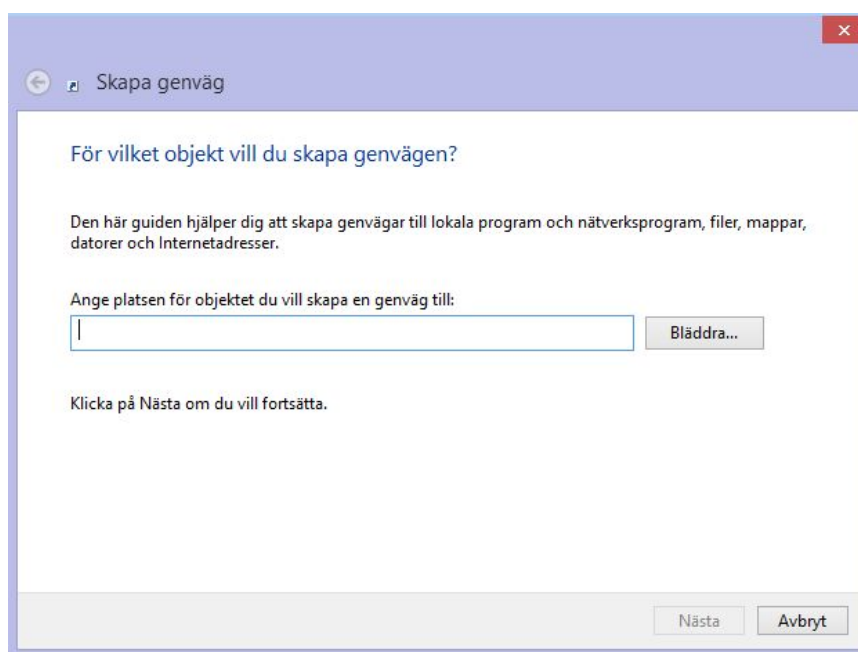 Skapa genväg
För vilket objekt vill du skapa genvägen?
Den här guiden hjälper dig att skapa genvägar till lokala program och nätverksprogram, filer, mappar,
datorer och Internetadresser.
Ange platsen för objektet du vill skapa en genväg till:
Bläddra...
Klicka på Nästa om du vill fortsätta.
Nästa Avbryt